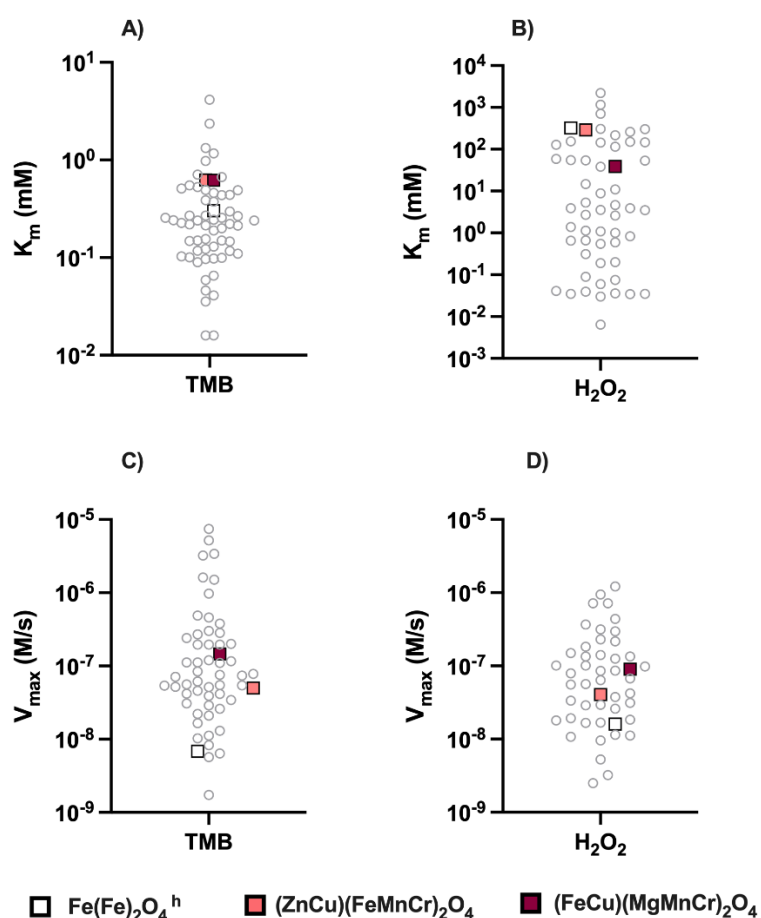 A)
B)
10¹
10⁰
10⁻¹
10⁻²
Kₘ (mM)
TMB
10⁴
10³
10²
10¹
10⁰
10⁻¹
10⁻²
10⁻³
Kₘ (mM)
H₂O₂
C)
D)
10⁻⁵
10⁻⁶
10⁻⁷
10⁻⁸
10⁻⁹
Vₘₐₓ (M/s)
TMB
10⁻⁵
10⁻⁶
10⁻⁷
10⁻⁸
10⁻⁹
Vₘₐₓ (M/s)
H₂O₂
Fe(Fe)₂O₄ ʰ
(ZnCu)(FeMnCr)₂O₄
(FeCu)(MgMnCr)₂O₄